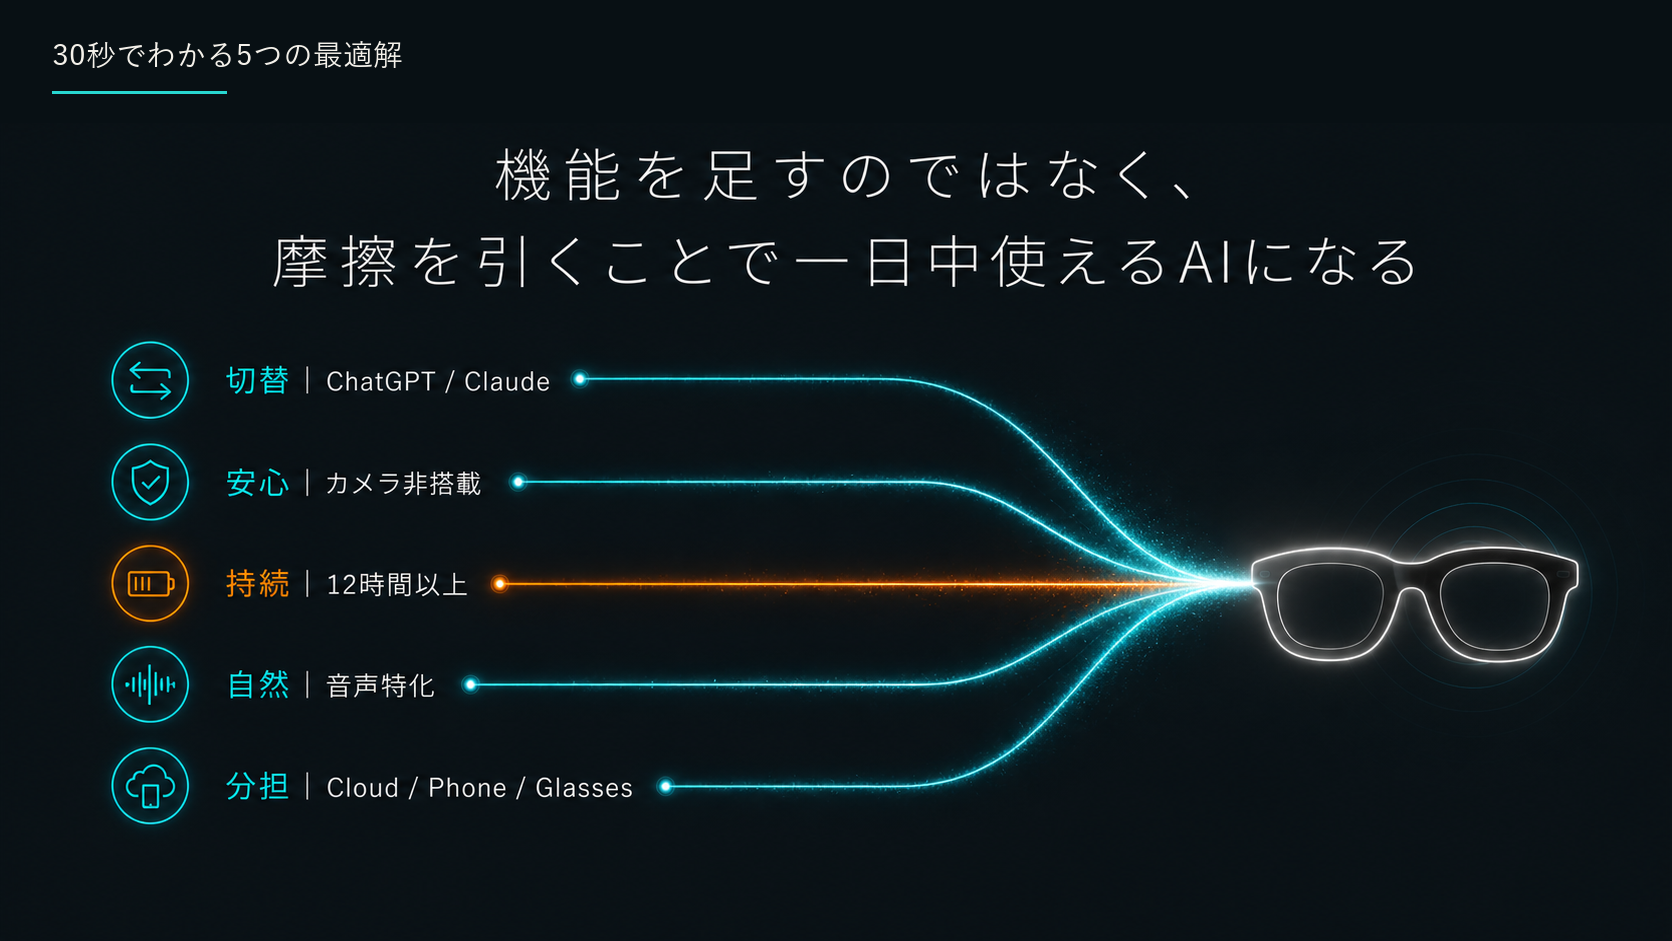 30秒でわかる5つの最適解
機能を足すのではなく、
摩擦を引くことで一日中使えるAIになる
切替｜ChatGPT / Claude
安心｜カメラ非搭載
持続｜12時間以上
自然｜音声特化
分担｜Cloud / Phone / Glasses